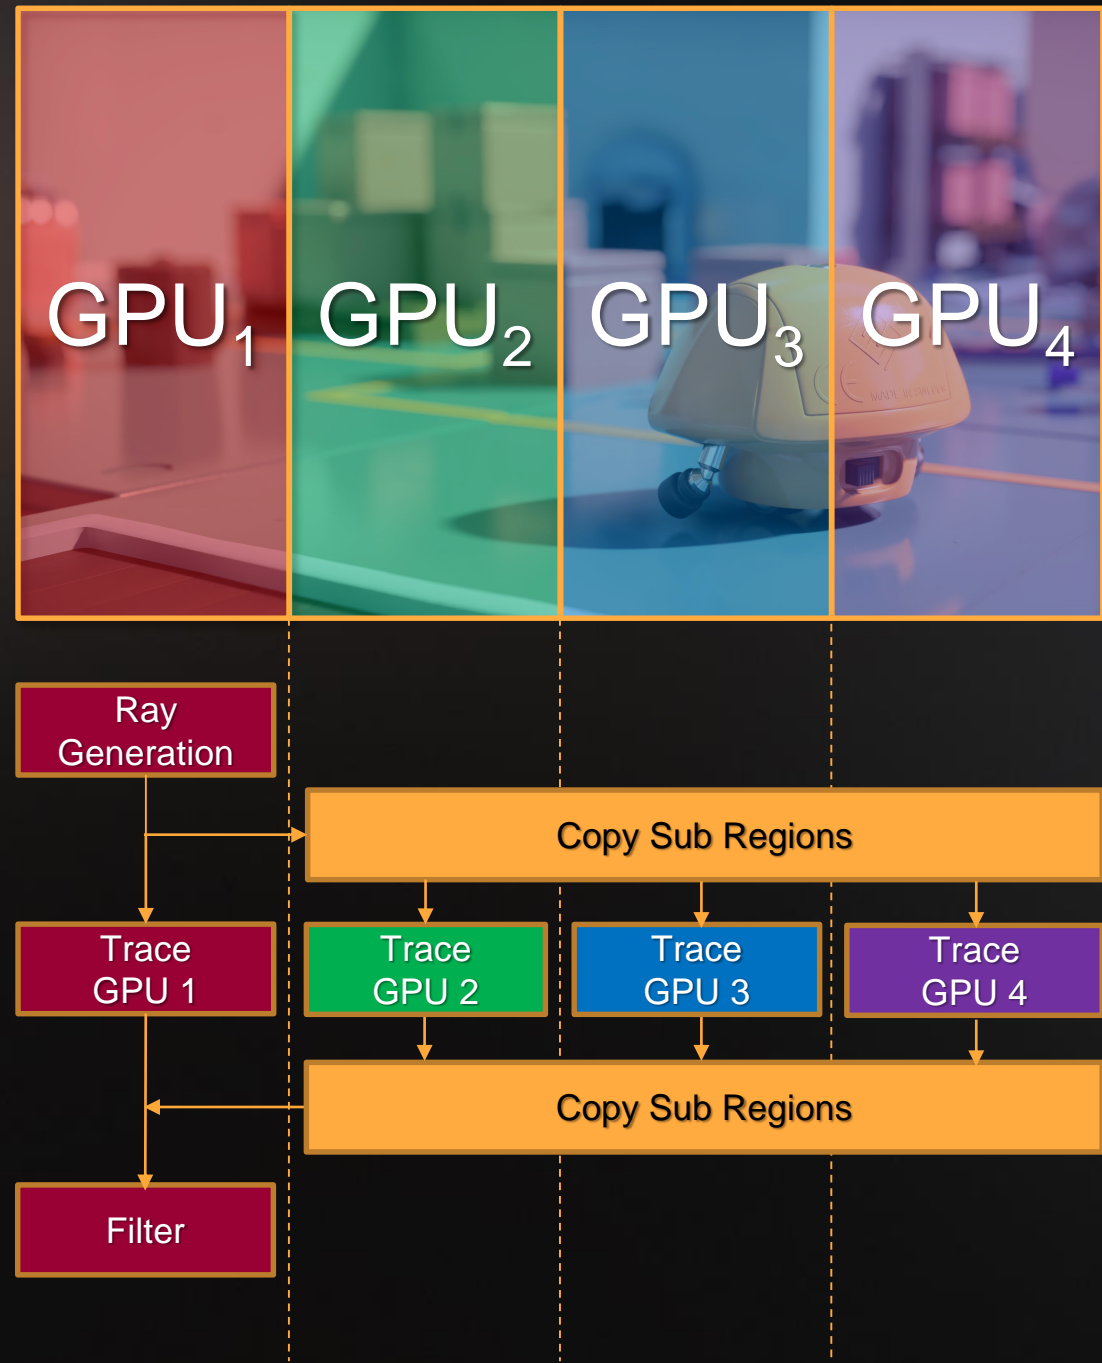 GPU₁ GPU₂ GPU₃ GPU₄
CE
Ray
Generation
Copy Sub Regions
Trace
GPU 1
Trace
GPU 2
Trace
GPU 3
Trace
GPU 4
Copy Sub Regions
Filter